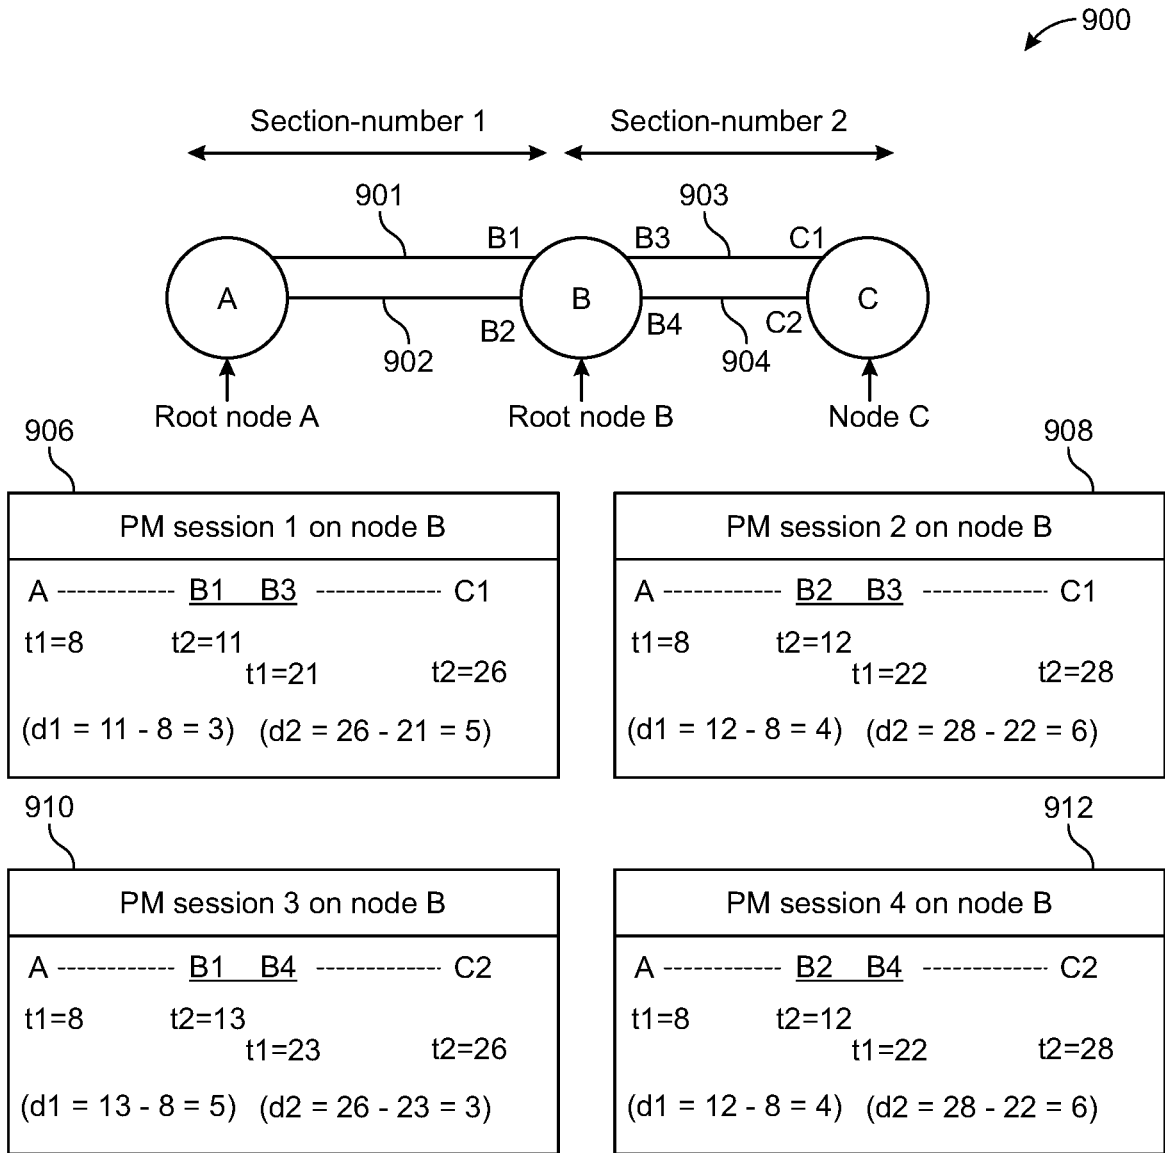 900
Section-number 1 Section-number 2
901 903
B1 B3 C1
A B C
B2 B4 C2
902 904
Root node A Root node B Node C
906 908
PM session 1 on node B
A ------------ B1 B3 ------------- C1
t1=8 t2=11
t1=21 t2=26
(d1 = 11 - 8 = 3) (d2 = 26 - 21 = 5)
PM session 2 on node B
A ------------ B2 B3 ------------- C1
t1=8 t2=12
t1=22 t2=28
(d1 = 12 - 8 = 4) (d2 = 28 - 22 = 6)
910 912
PM session 3 on node B
A ------------ B1 B4 ------------- C2
t1=8 t2=13
t1=23 t2=26
(d1 = 13 - 8 = 5) (d2 = 26 - 23 = 3)
PM session 4 on node B
A ------------ B2 B4 ------------- C2
t1=8 t2=12
t1=22 t2=28
(d1 = 12 - 8 = 4) (d2 = 28 - 22 = 6)